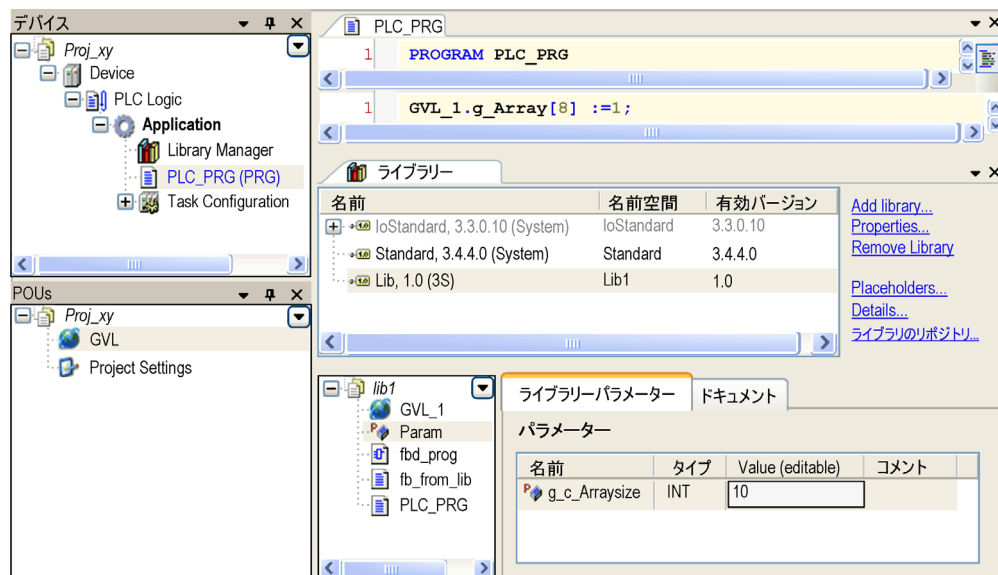 デバイス
Proj_xy
Device
PLC Logic
Application
Library Manager
PLC_PRG (PRG)
Task Configuration
POUs
Proj_xy
GVL
Project Settings
PLC_PRG
1 PROGRAM PLC_PRG
1 GVL_1.g_Array[8] :=1;
ライブラリー
名前 名前空間 有効バージョン
IoStandard, 3.3.0.10 (System) IoStandard 3.3.0.10
Standard, 3.4.4.0 (System) Standard 3.4.4.0
Lib, 1.0 (3S) Lib1 1.0
Add library...
Properties...
Remove Library
Placeholders...
Details...
ライブラリのリポジトリ...
lib1
GVL_1
Param
fbd_prog
fb_from_lib
PLC_PRG
ライブラリーパラメーター ドキュメント
パラメーター
名前 タイプ Value (editable) コメント
g_c_Arraysize INT 10